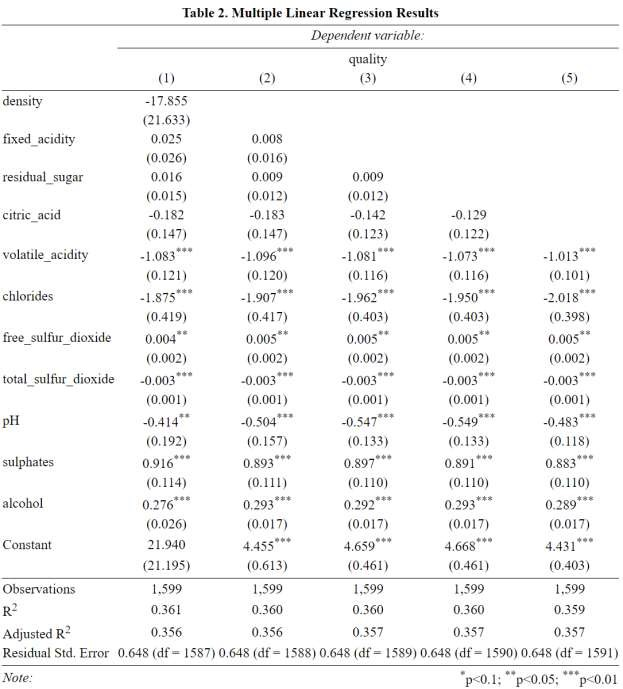 Table 2. Multiple Linear Regression Results
Dependent variable:
quality
(1) (2) (3) (4) (5)
density -17.855
(21.633)
fixed_acidity 0.025 0.008
(0.026) (0.016)
residual_sugar 0.016 0.009 0.009
(0.015) (0.012) (0.012)
citric_acid -0.182 -0.183 -0.142 -0.129
(0.147) (0.147) (0.123) (0.122)
volatile_acidity -1.083*** -1.096*** -1.081*** -1.073*** -1.013***
(0.121) (0.120) (0.116) (0.116) (0.101)
chlorides -1.875*** -1.907*** -1.962*** -1.950*** -2.018***
(0.419) (0.417) (0.403) (0.403) (0.398)
free_sulfur_dioxide 0.004** 0.005** 0.005** 0.005** 0.005**
(0.002) (0.002) (0.002) (0.002) (0.002)
total_sulfur_dioxide -0.003*** -0.003*** -0.003*** -0.003*** -0.003***
(0.001) (0.001) (0.001) (0.001) (0.001)
pH -0.414** -0.504*** -0.547*** -0.549*** -0.483***
(0.192) (0.157) (0.133) (0.133) (0.118)
sulphates 0.916*** 0.893*** 0.897*** 0.891*** 0.883***
(0.114) (0.111) (0.110) (0.110) (0.110)
alcohol 0.276*** 0.293*** 0.292*** 0.293*** 0.289***
(0.026) (0.017) (0.017) (0.017) (0.017)
Constant 21.940 4.455*** 4.659*** 4.668*** 4.431***
(21.195) (0.613) (0.461) (0.461) (0.403)
Observations 1,599 1,599 1,599 1,599 1,599
R2 0.361 0.360 0.360 0.360 0.359
Adjusted R2 0.356 0.356 0.357 0.357 0.357
Residual Std. Error 0.648 (df = 1587) 0.648 (df = 1588) 0.648 (df = 1589) 0.648 (df = 1590) 0.648 (df = 1591)
Note: *p<0.1; **p<0.05; ***p<0.01